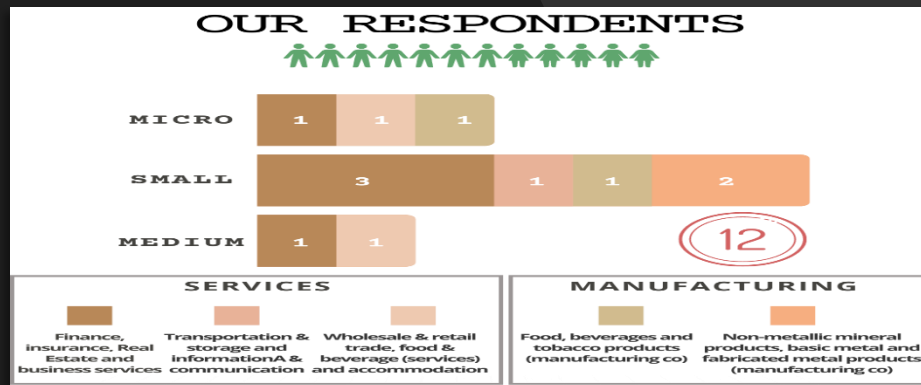 OUR RESPONDENTS
MICRO 1 1 1
SMALL 3 1 1 2
MEDIUM 1 1
12
SERVICES
Finance,
insurance, Real
Estate and
business services
Transportation &
storage and
informationA &
communication
Wholesale & retail
trade, food &
beverage (services)
and accommodation
MANUFACTURING
Food, beverages and
tobacco products
(manufacturing co)
Non-metallic mineral
products, basic metal and
fabricated metal products
(manufacturing co)